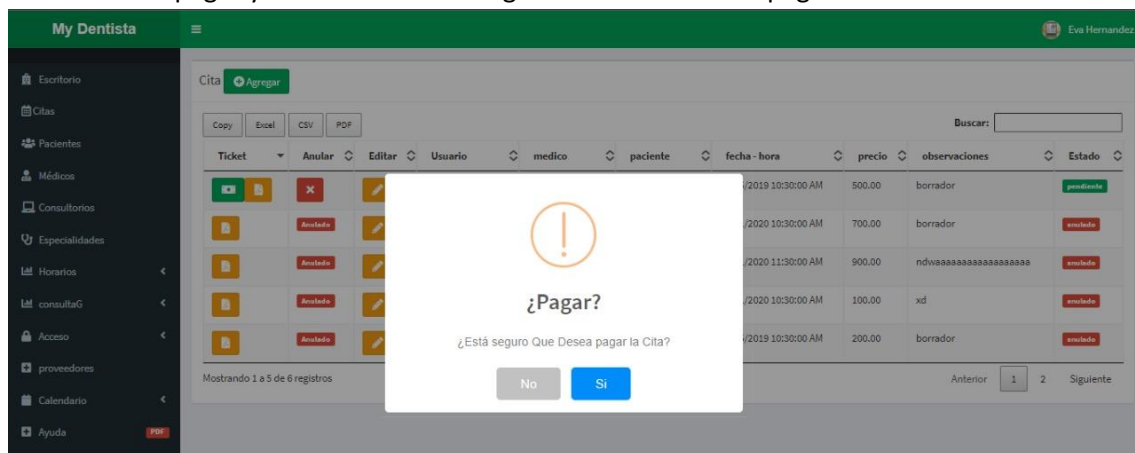 My Dentista
Eva Hernandez
Escritorio
Citas
Pacientes
Médicos
Consultorios
Especialidades
Horarios
consultaG
Acceso
proveedores
Calendario
Ayuda PDF
Cita Agregar
Copy Excel CSV PDF
Buscar:
Ticket Anular Editar Usuario medico paciente fecha - hora precio observaciones Estado
/2019 10:30:00 AM 500.00 borrador pendiente
Anulado /2020 10:30:00 AM 700.00 borrador anulado
Anulado /2020 11:30:00 AM 900.00 anulado
Anulado /2020 10:30:00 AM 100.00 xd anulado
Anulado /2019 10:30:00 AM 200.00 borrador anulado
¿Pagar?
¿Está seguro Que Desea pagar la Cita?
No Si
Mostrando 1 a 5 de 6 registros
Anterior 1 2 Siguiente